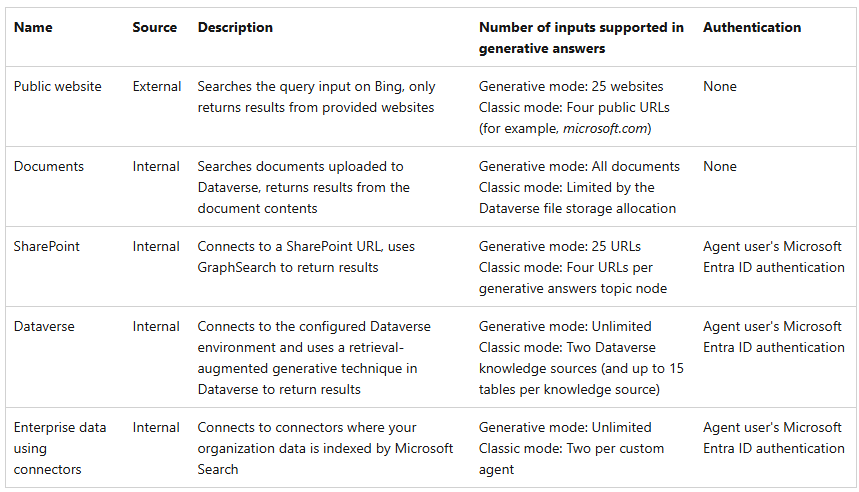 Name Source Description Number of inputs supported in generative answers Authentication
Public website External Searches the query input on Bing, only returns results from provided websites Generative mode: 25 websites Classic mode: Four public URLs (for example, microsoft.com) None
Documents Internal Searches documents uploaded to Dataverse, returns results from the document contents Generative mode: All documents Classic mode: Limited by the Dataverse file storage allocation None
SharePoint Internal Connects to a SharePoint URL, uses GraphSearch to return results Generative mode: 25 URLs Classic mode: Four URLs per generative answers topic node Agent user's Microsoft Entra ID authentication
Dataverse Internal Connects to the configured Dataverse environment and uses a retrieval-augmented generative technique in Dataverse to return results Generative mode: Unlimited Classic mode: Two Dataverse knowledge sources (and up to 15 tables per knowledge source) Agent user's Microsoft Entra ID authentication
Enterprise data using connectors Internal Connects to connectors where your organization data is indexed by Microsoft Search Generative mode: Unlimited Classic mode: Two per custom agent Agent user's Microsoft Entra ID authentication